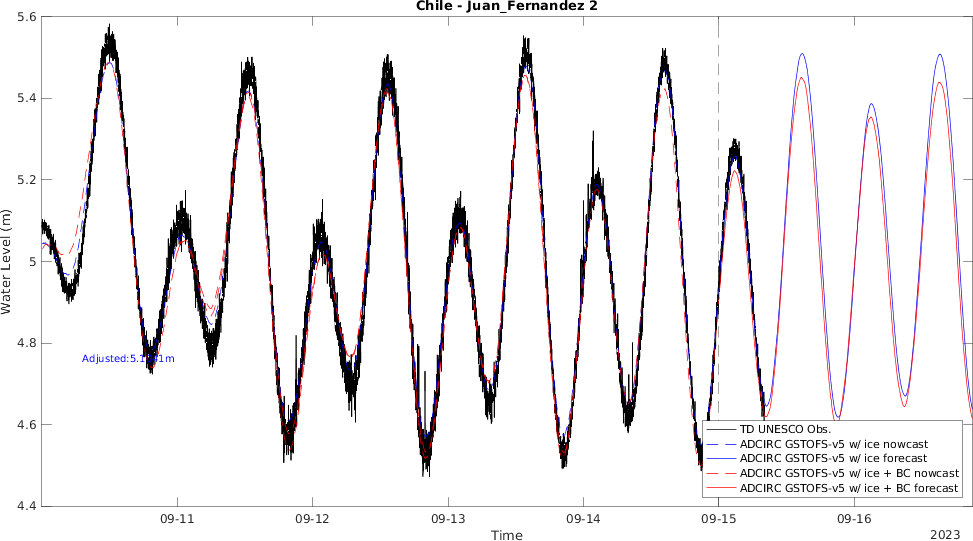 Chile - Juan_Fernandez 2
5.6
5.4
5.2
5
4.8
4.6
4.4
Water Level (m)
09-11
09-12
09-13
09-14
09-15
09-16
Time
2023
TD UNESCO Obs.
ADCIRC GSTOFS-v5 w/ ice nowcast
ADCIRC GSTOFS-v5 w/ ice forecast
ADCIRC GSTOFS-v5 w/ ice + BC nowcast
ADCIRC GSTOFS-v5 w/ ice + BC forecast